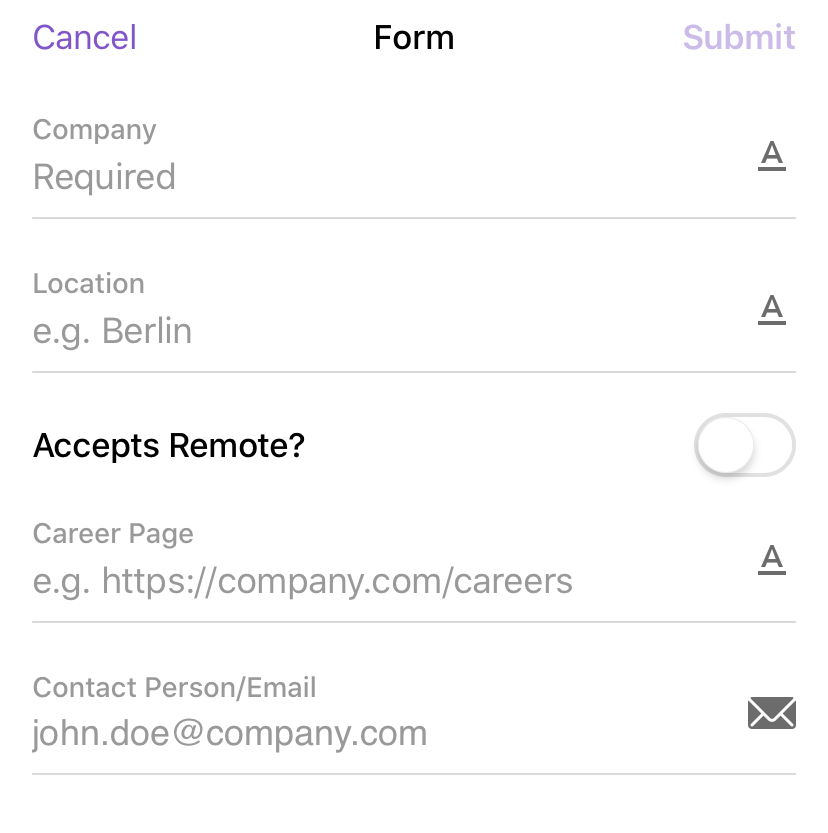 Cancel Form Submit
Company
Required
A
Location
e.g. Berlin
A
Accepts Remote?
Career Page
e.g. https://company.com/careers
A
Contact Person/Email
john.doe@company.com